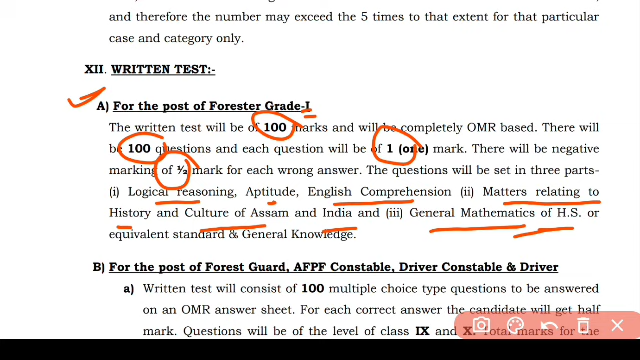 and therefore the number may exceed the 5 times to that extent for that particular
case and category only.
XII. WRITTEN TEST:-
A) For the post of Forester Grade-I
The written test will be of 100 marks and will be completely OMR based. There will
be 100 questions and each question will be of 1 (one) mark. There will be negative
marking of ½ mark for each wrong answer. The questions will be set in three parts-
(i) Logical reasoning, Aptitude, English Comprehension (ii) Matters relating to
History and Culture of Assam and India and (iii) General Mathematics of H.S. or
equivalent standard & General Knowledge.
B) For the post of Forest Guard, AFPF Constable, Driver Constable & Driver
a) Written test will consist of 100 multiple choice type questions to be answered
on an OMR answer sheet. For each correct answer the candidate will get half
mark. Questions will be of the level of class IX and X. Total marks for the